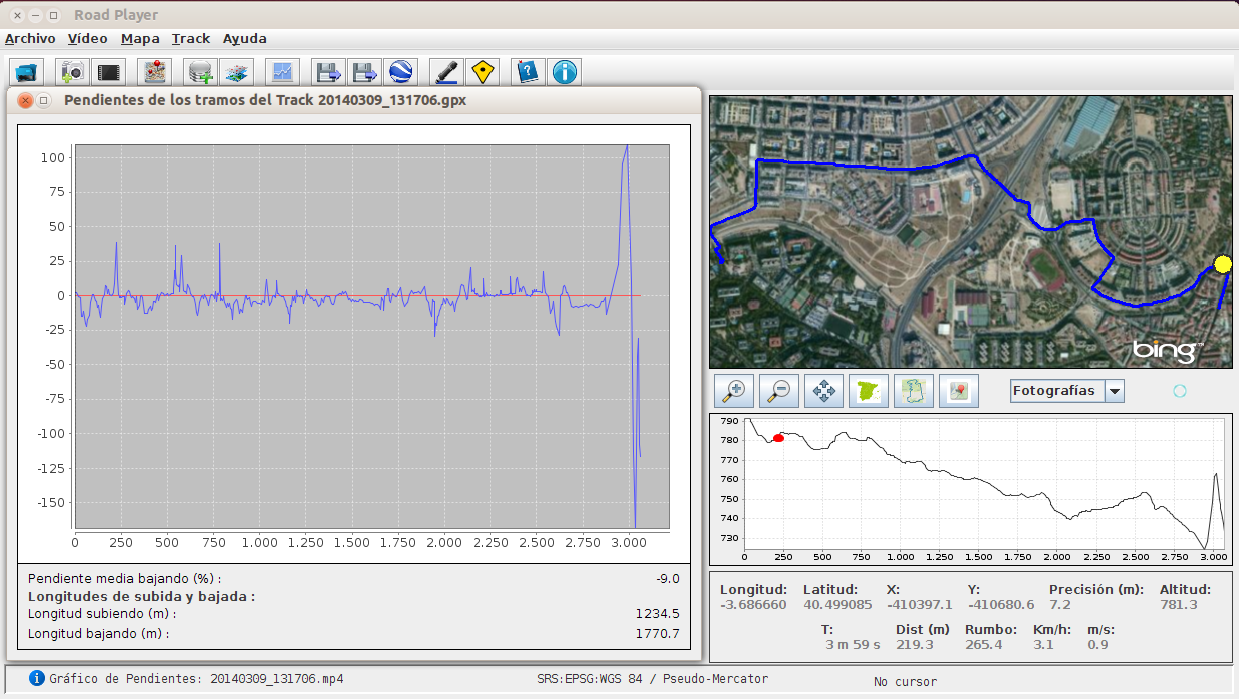 Road Player
Archivo Vídeo Mapa Track Ayuda
Pendientes de los tramos del Track 20140309_131706.gpx
100
75
50
25
0
-25
-50
-75
-100
-125
-150
0 250 500 750 1.000 1.250 1.500 1.750 2.000 2.250 2.500 2.750 3.000
Pendiente media bajando (%) : -9.0
Longitudes de subida y bajada :
Longitud subiendo (m) : 1234.5
Longitud bajando (m) : 1770.7
bing™
Fotografías
790
780
770
760
750
740
730
0 250 500 750 1.000 1.250 1.500 1.750 2.000 2.250 2.500 2.750 3.000
Longitud: Latitud: X: Y: Precisión (m): Altitud:
-3.686660 40.499085 -410397.1 -410680.6 7.2 781.3
T: Dist (m) Rumbo: Km/h: m/s:
3 m 59 s 219.3 265.4 3.1 0.9
Gráfico de Pendientes: 20140309_131706.mp4 SRS:EPSG:WGS 84 / Pseudo-Mercator No cursor